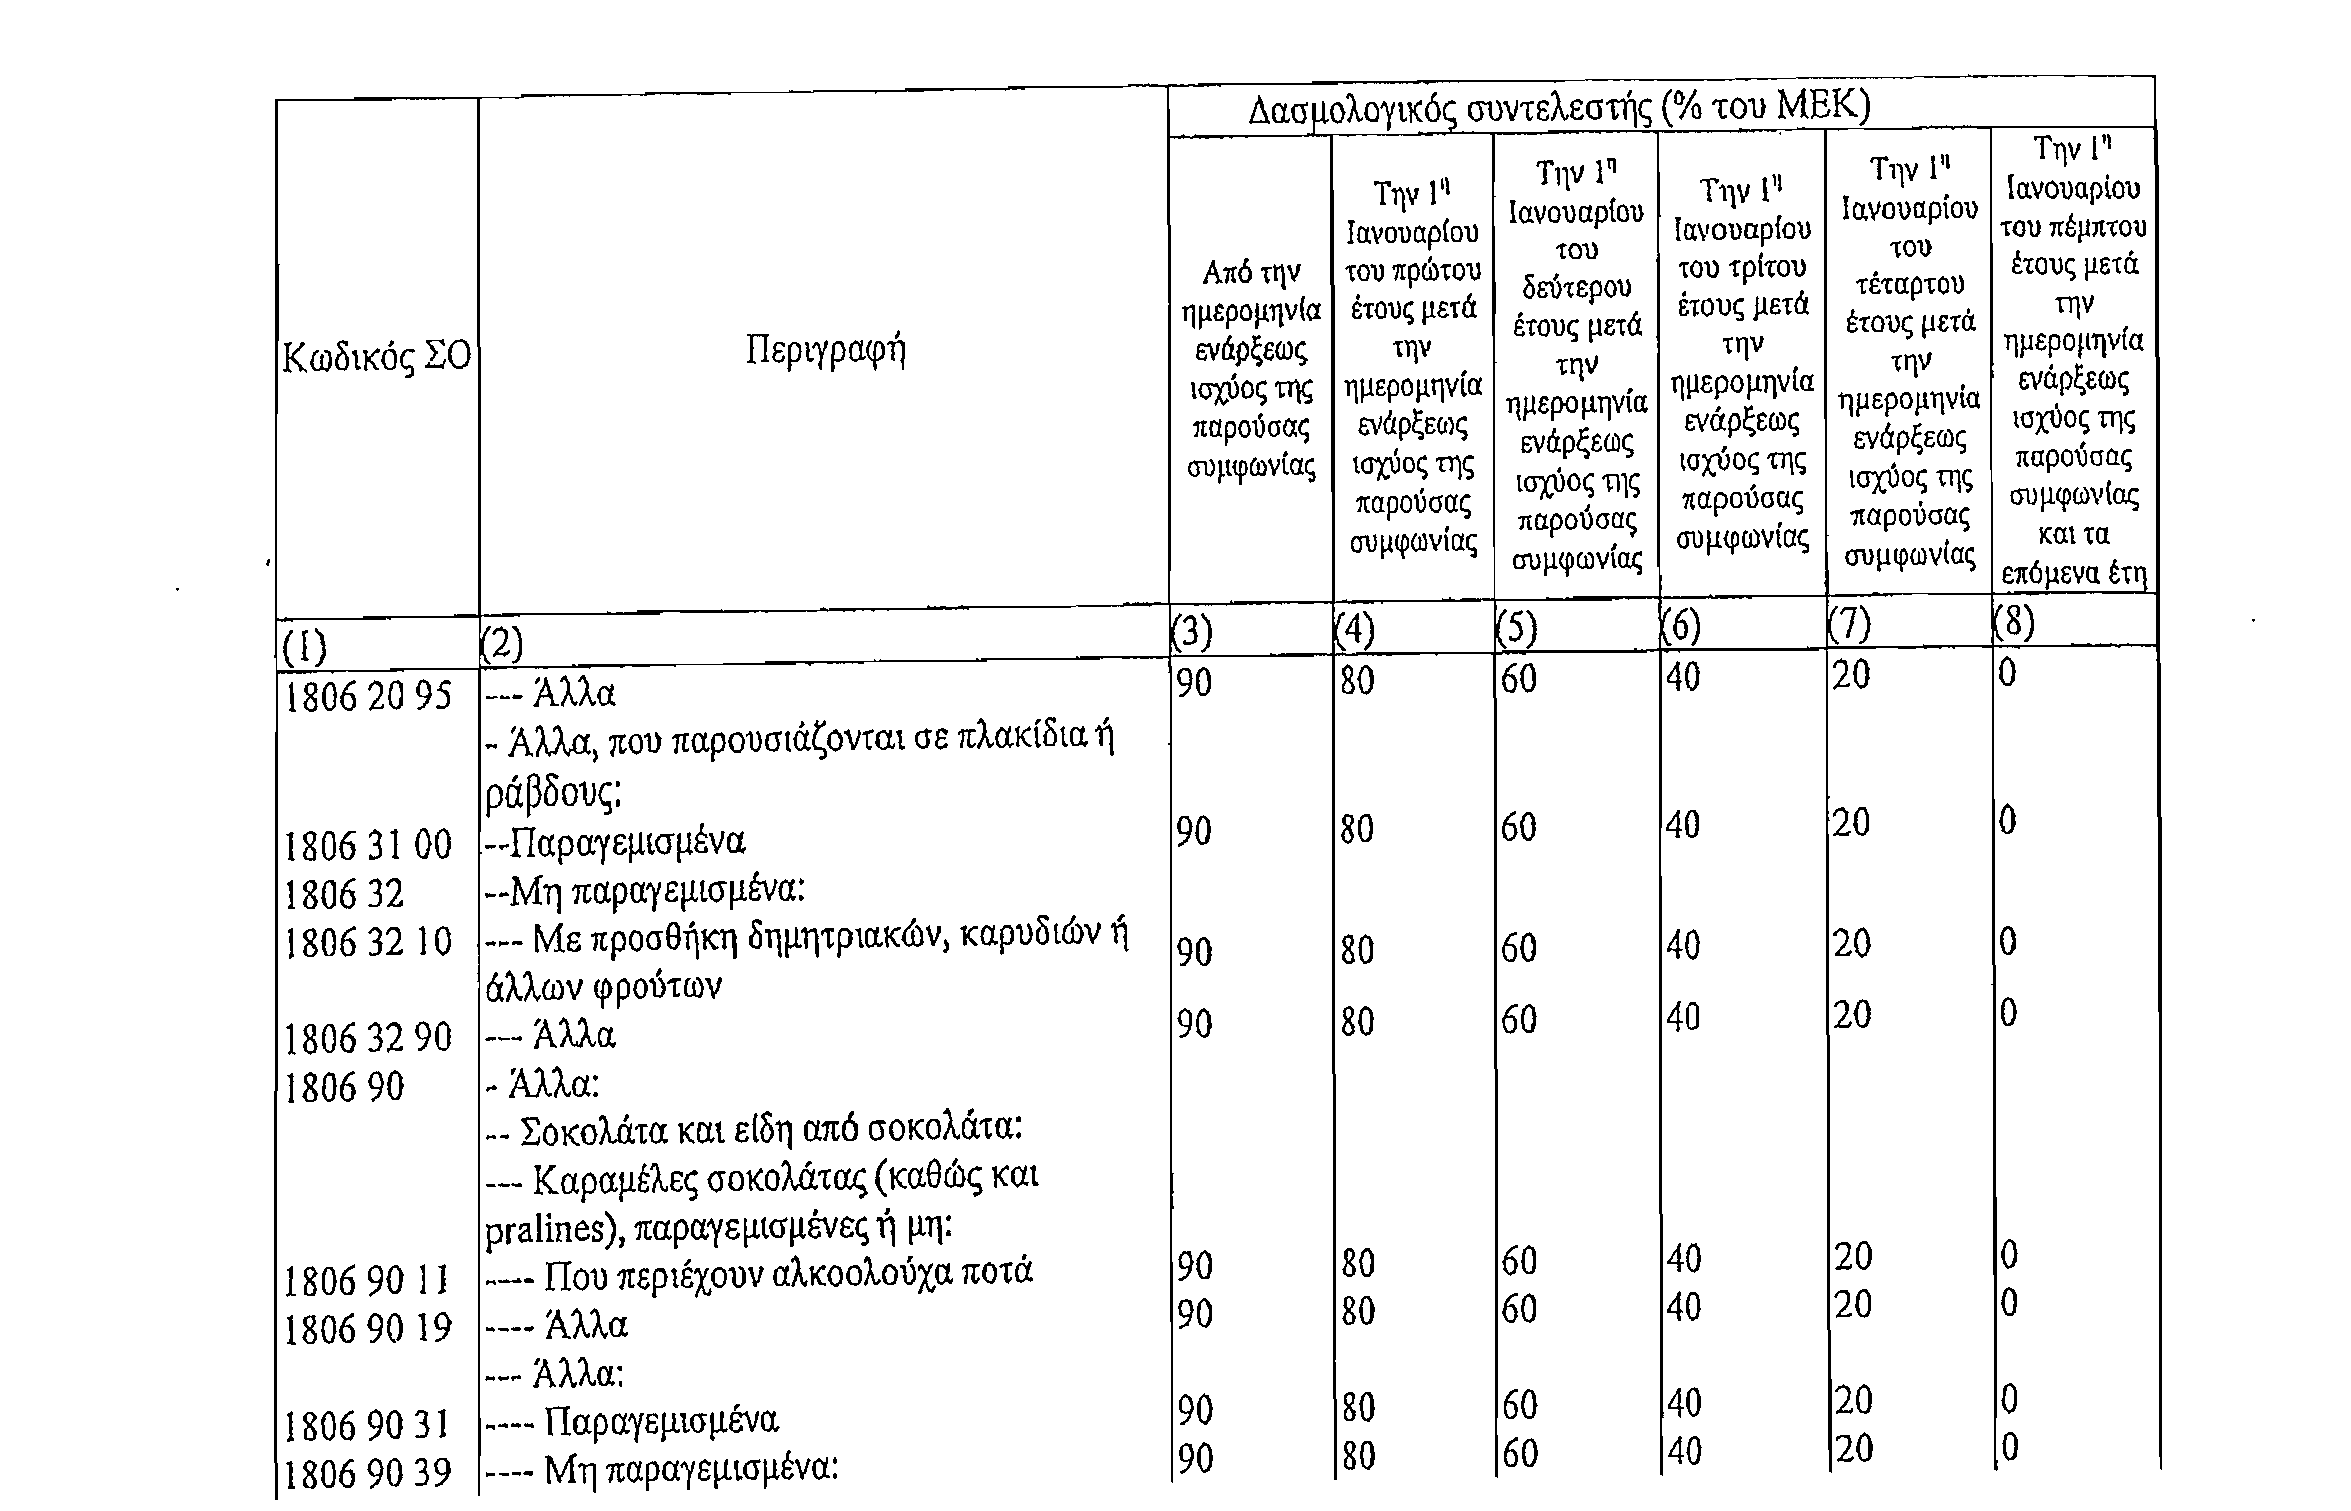 Δασμολογικός συντελεστής (% του ΜΕΚ)
Κωδικός ΣΟ
Περιγραφή
Από την
ημερομηνία
ενάρξεως
ισχύος της
παρούσας
συμφωνίας
Την 1η
Ιανουαρίου
του πρώτου
έτους μετά
την
ημερομηνία
ενάρξεως
ισχύος της
παρούσας
συμφωνίας
Την 1η
Ιανουαρίου
του
δεύτερου
έτους μετά
την
ημερομηνία
ενάρξεως
ισχύος της
παρούσας
συμφωνίας
Την 1η
Ιανουαρίου
του τρίτου
έτους μετά
την
ημερομηνία
ενάρξεως
ισχύος της
παρούσας
συμφωνίας
Την 1η
Ιανουαρίου
του
τέταρτου
έτους μετά
την
ημερομηνία
ενάρξεως
ισχύος της
παρούσας
συμφωνίας
Την 1η
Ιανουαρίου
του πέμπτου
έτους μετά
την
ημερομηνία
ενάρξεως
ισχύος της
παρούσας
συμφωνίας
και τα
επόμενα έτη
(1) (2) (3) (4) (5) (6) (7) (8)
1806 20 95 --- Άλλα 90 80 60 40 20 0
- Άλλα, που παρουσιάζονται σε πλακίδια ή
ράβδους:
1806 31 00 --Παραγεμισμένα 90 80 60 40 20 0
1806 32 --Μη παραγεμισμένα:
1806 32 10 --- Με προσθήκη δημητριακών, καρυδιών ή 90 80 60 40 20 0
άλλων φρούτων
1806 32 90 --- Άλλα 90 80 60 40 20 0
1806 90 - Άλλα:
-- Σοκολάτα και είδη από σοκολάτα:
--- Καραμέλες σοκολάτας (καθώς και
pralines), παραγεμισμένες ή μη:
1806 90 11 ---- Που περιέχουν αλκοολούχα ποτά 90 80 60 40 20 0
1806 90 19 ---- Άλλα 90 80 60 40 20 0
--- Άλλα:
1806 90 31 ---- Παραγεμισμένα 90 80 60 40 20 0
1806 90 39 ---- Μη παραγεμισμένα: 90 80 60 40 20 0